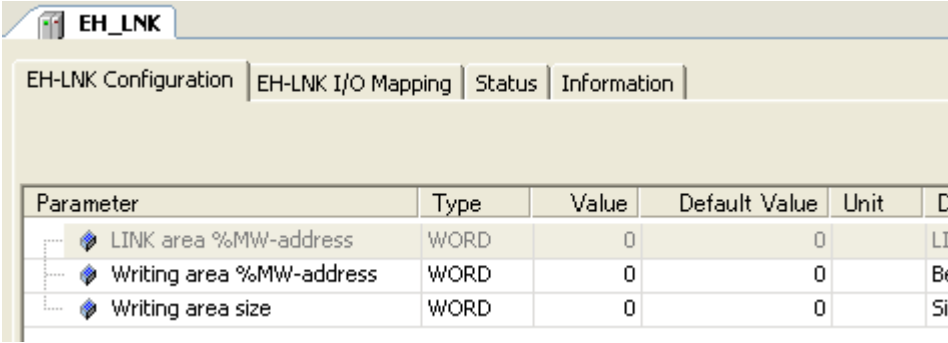 EH_LNK
EH-LNK Configuration EH-LNK I/O Mapping Status Information
Parameter Type Value Default Value Unit
LINK area %MW-address WORD 0 0
Writing area %MW-address WORD 0 0
Writing area size WORD 0 0